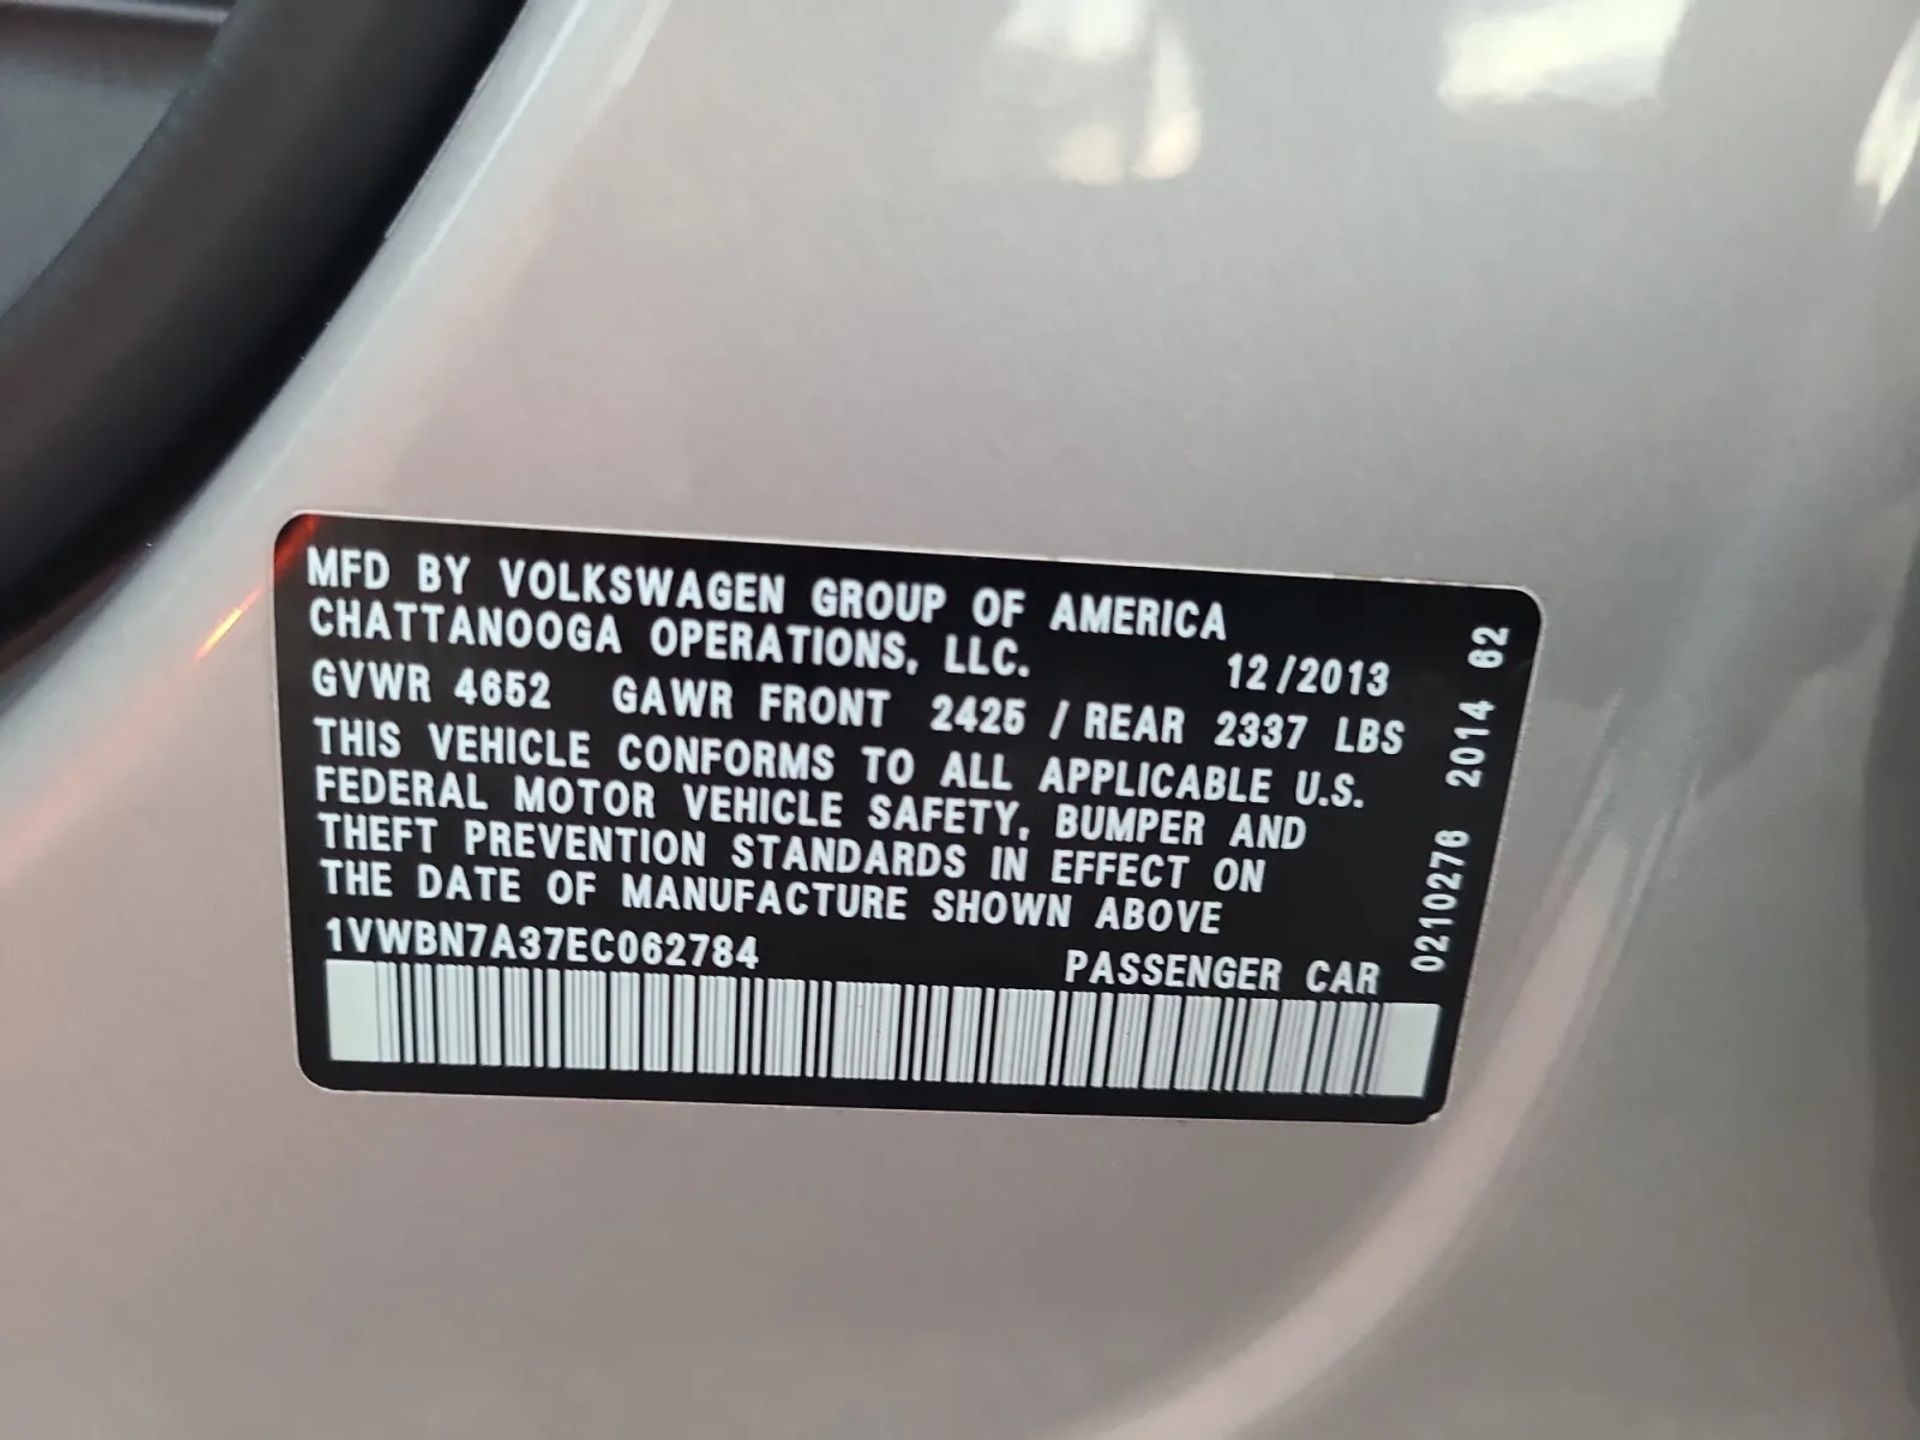 MFD BY VOLKSWAGEN GROUP OF AMERICA
CHATTANOOGA OPERATIONS, LLC.
12/2013
GVWR 4652 GAWR FRONT 2425 / REAR 2337 LBS
THIS VEHICLE CONFORMS TO ALL APPLICABLE U.S.
FEDERAL MOTOR VEHICLE SAFETY, BUMPER AND
THEFT PREVENTION STANDARDS IN EFFECT ON
THE DATE OF MANUFACTURE SHOWN ABOVE
1VWBN7A37EC062784
PASSENGER CAR
0210276 2014 62